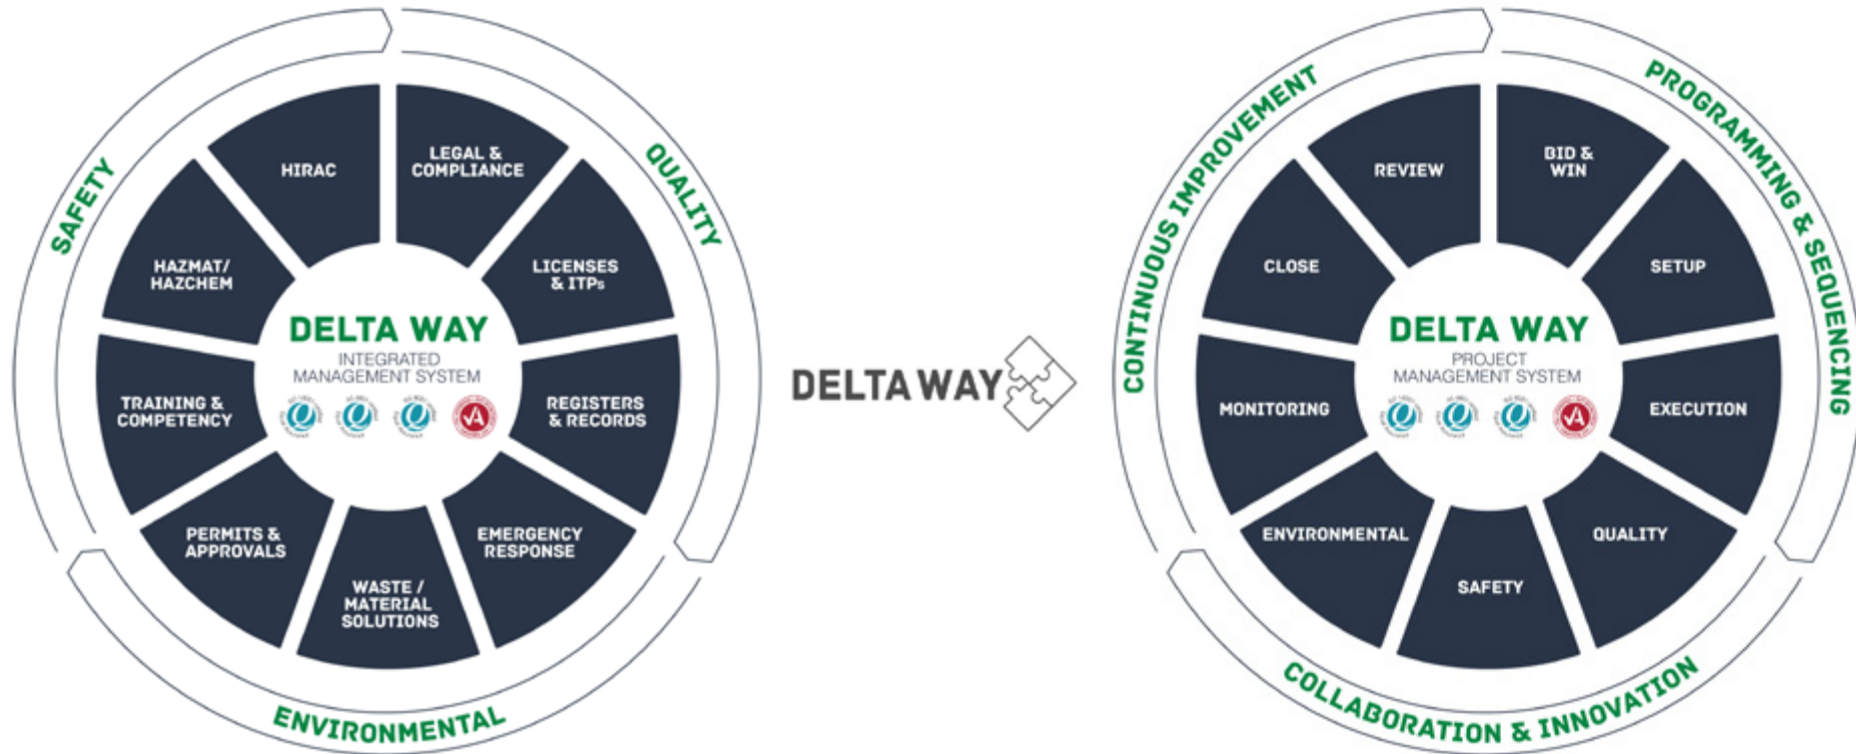 SAFETY
QUALITY
ENVIRONMENTAL
HIRAC
LEGAL &
COMPLIANCE
LICENSES
& ITPs
REGISTERS
& RECORDS
EMERGENCY
RESPONSE
WASTE /
MATERIAL
SOLUTIONS
PERMITS &
APPROVALS
TRAINING &
COMPETENCY
HAZMAT/
HAZCHEM
DELTA WAY
INTEGRATED
MANAGEMENT SYSTEM
DELTA WAY
CONTINUOUS IMPROVEMENT
PROGRAMMING & SEQUENCING
COLLABORATION & INNOVATION
REVIEW
BID &
WIN
SETUP
EXECUTION
QUALITY
SAFETY
ENVIRONMENTAL
MONITORING
CLOSE
DELTA WAY
PROJECT
MANAGEMENT SYSTEM